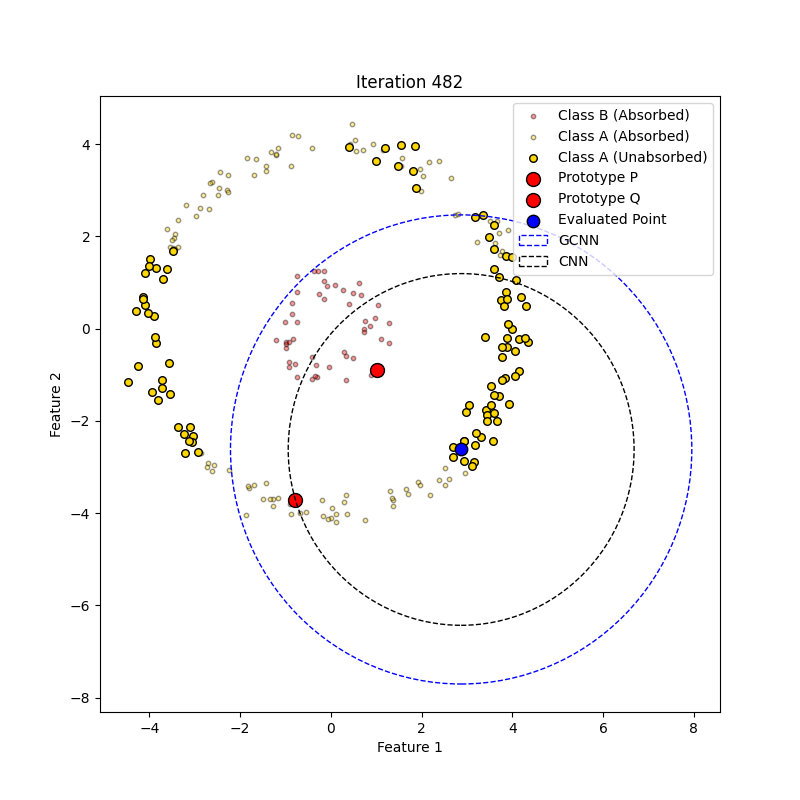 Iteration 482
Class B (Absorbed)
Class A (Absorbed)
Class A (Unabsorbed)
Prototype P
Prototype Q
Evaluated Point
GCNN
CNN
4
2
0
−2
−4
−6
−8
Feature 2
−4 −2 0 2 4 6 8
Feature 1